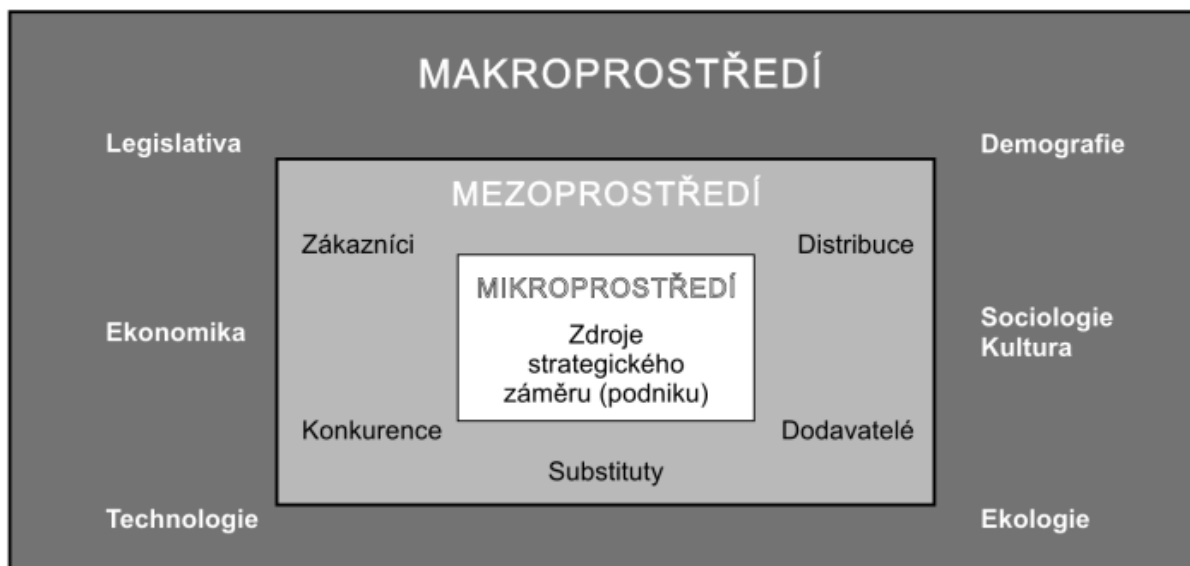 MAKROPROSTŘEDÍ
Legislativa
Demografie
MEZOPROSTŘEDÍ
Zákazníci
Distribuce
MIKROPROSTŘEDÍ
Zdroje
strategického
záměru (podniku)
Ekonomika
Sociologie
Kultura
Konkurence
Dodavatelé
Substituty
Technologie
Ekologie